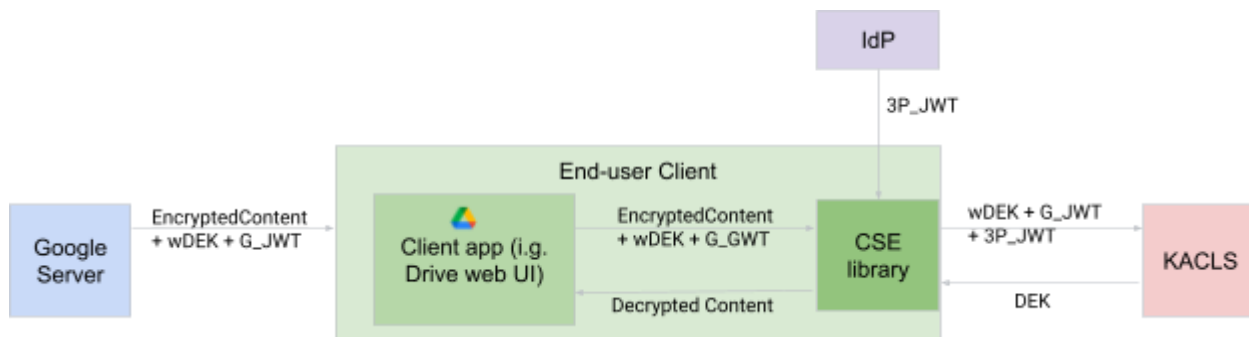 IdP
3P_JWT
End-user Client
Google
Server
EncryptedContent
+ wDEK + G_JWT
Client app (i.g.
Drive web UI)
EncryptedContent
+ wDEK + G_GWT
Decrypted Content
CSE
library
wDEK + G_JWT
+ 3P_JWT
DEK
KACLS